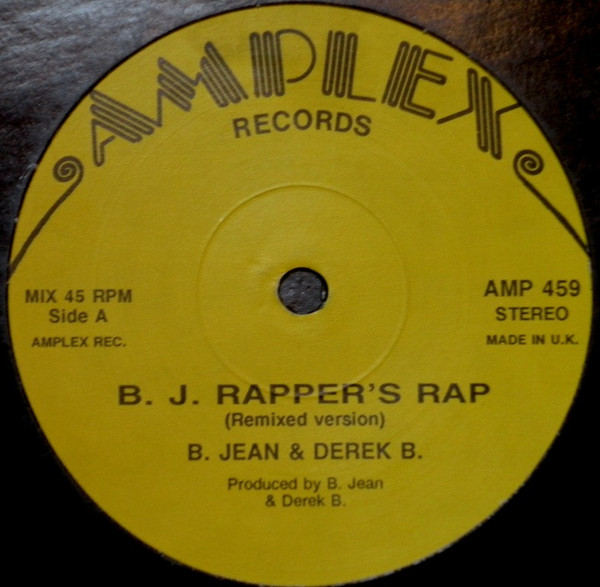 AMPLEX
RECORDS
MIX 45 RPM
Side A
AMPLEX REC.
AMP 459
STEREO
MADE IN U.K.
B. J. RAPPER'S RAP
(Remixed version)
B. JEAN & DEREK B.
Produced by B. Jean
& Derek B.